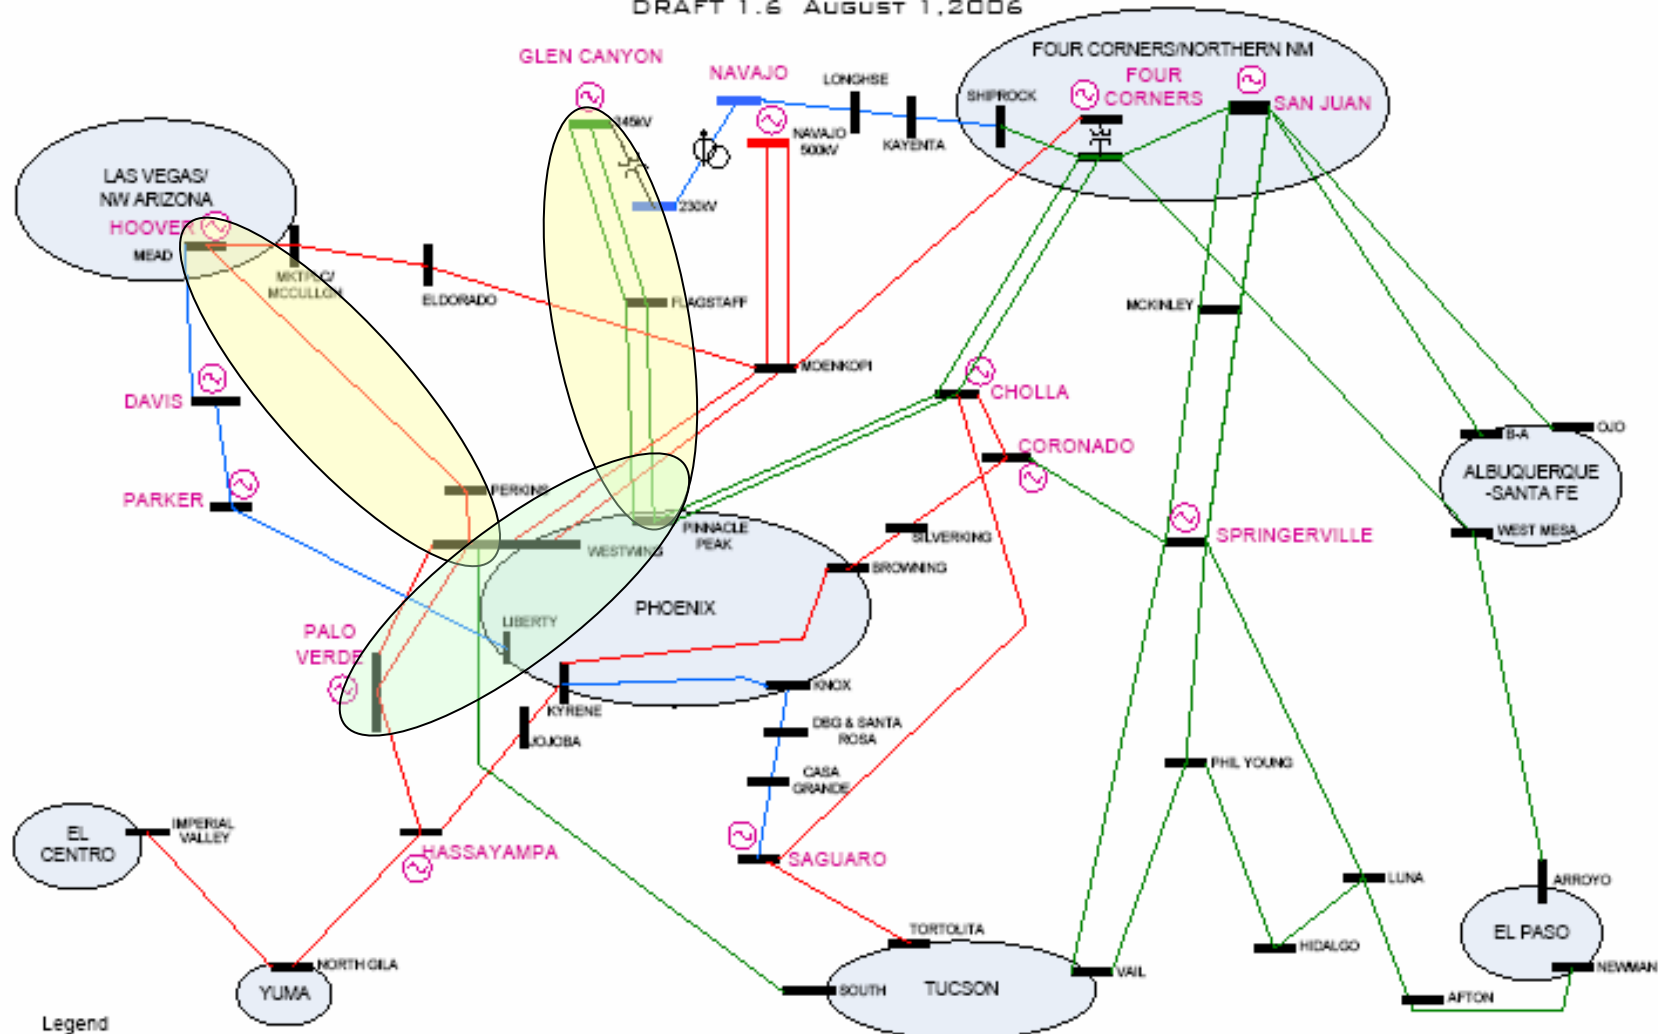 DRAFT 1.6 AUGUST 1,2006
GLEN CANYON
NAVAJO
LONGHSE
FOUR CORNERS/NORTHERN NM
FOUR
CORNERS
SAN JUAN
SHIPROCK
345kV
NAVAJO
500kV
KAYENTA
LAS VEGAS/
NW ARIZONA
HOOVER
MEAD
230kV
MKTPLC/
MCCULLGH
ELDORADO
FLAGSTAFF
MCKINLEY
MOENKOPI
DAVIS
CHOLLA
CORONADO
B-A
OJO
ALBUQUERQUE
-SANTA FE
WEST MESA
PARKER
PERKINS
PINNACLE
PEAK
WESTWING
SILVERKING
SPRINGERVILLE
BROWNING
PHOENIX
LIBERTY
PALO
VERDE
KNOX
KYRENE
JOJOBA
DBG & SANTA
ROSA
CASA
GRANDE
PHIL YOUNG
EL
CENTRO
IMPERIAL
VALLEY
HASSAYAMPA
SAGUARO
LUNA
ARROYO
TORTOLITA
HIDALGO
EL PASO
NORTH GILA
YUMA
SOUTH
TUCSON
VAIL
NEWMAN
AFTON
Legend